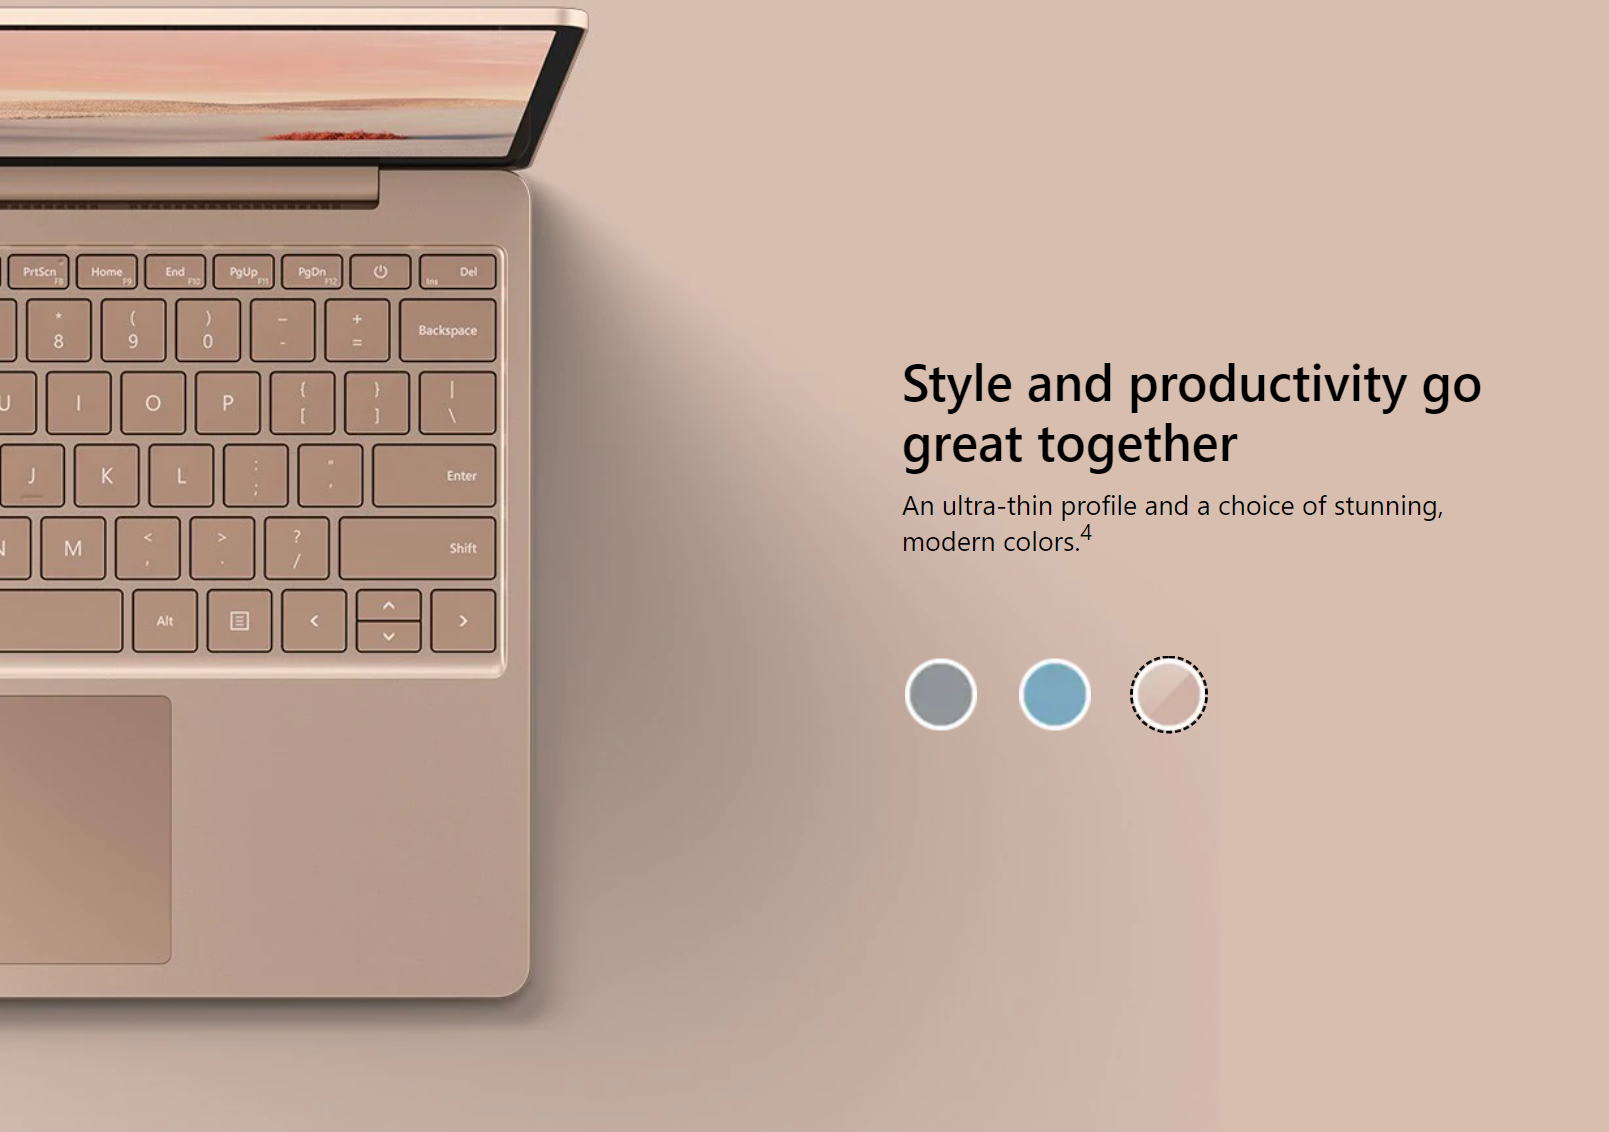 PrtScn F8 Home F9 End F10 PgUp F11 PgDn F12 Ins Del
* 8 ( 9 ) 0 – - + = Backspace
U I O P { [ } ] | \
J K L : ; " ' Enter
N M < , > . ? / Shift
Alt < ^ v >
Style and productivity go
great together
An ultra-thin profile and a choice of stunning,
modern colors.4